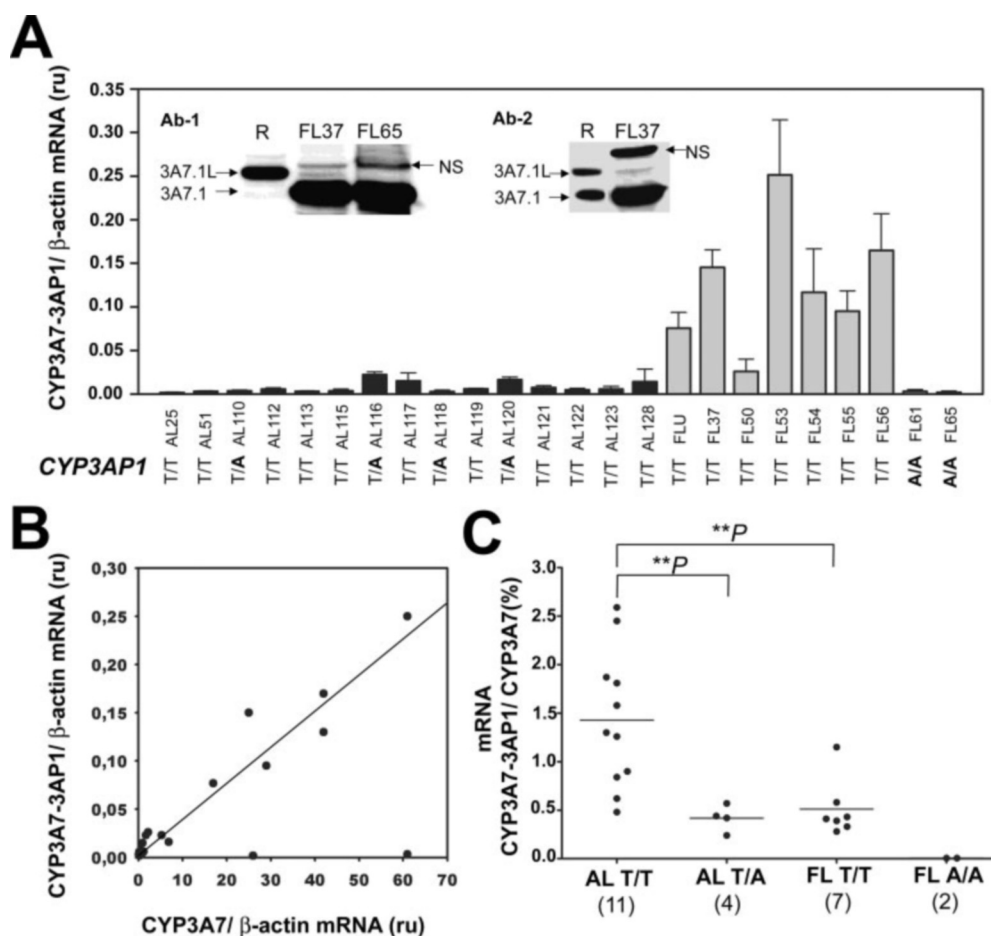 A
CYP3A7-3AP1/ β-actin mRNA (ru)
0.35
0.30
0.25
0.20
0.15
0.10
0.05
0.00
Ab-1
R FL37 FL65
3A7.1L
3A7.1
NS
Ab-2
R FL37
3A7.1L
3A7.1
NS
AL25 AL51 AL110 AL112 AL113 AL115 AL116 AL117 AL118 AL119 AL120 AL121 AL122 AL123 AL128 FLU FL37 FL50 FL53 FL54 FL55 FL56 FL61 FL65
CYP3AP1 T/T T/T T/A T/T T/T T/T T/A T/T T/A T/T T/A T/T T/T T/T T/T T/T T/T T/T T/T T/T T/T T/T A/A A/A
B
CYP3A7-3AP1/ β-actin mRNA (ru)
0,30
0,25
0,20
0,15
0,10
0,05
0,00
0 10 20 30 40 50 60 70
CYP3A7/ β-actin mRNA (ru)
C
**P
**P
mRNA
CYP3A7-3AP1/ CYP3A7(%)
3.0
2.5
2.0
1.5
1.0
0.5
0.0
AL T/T AL T/A FL T/T FL A/A
(11) (4) (7) (2)